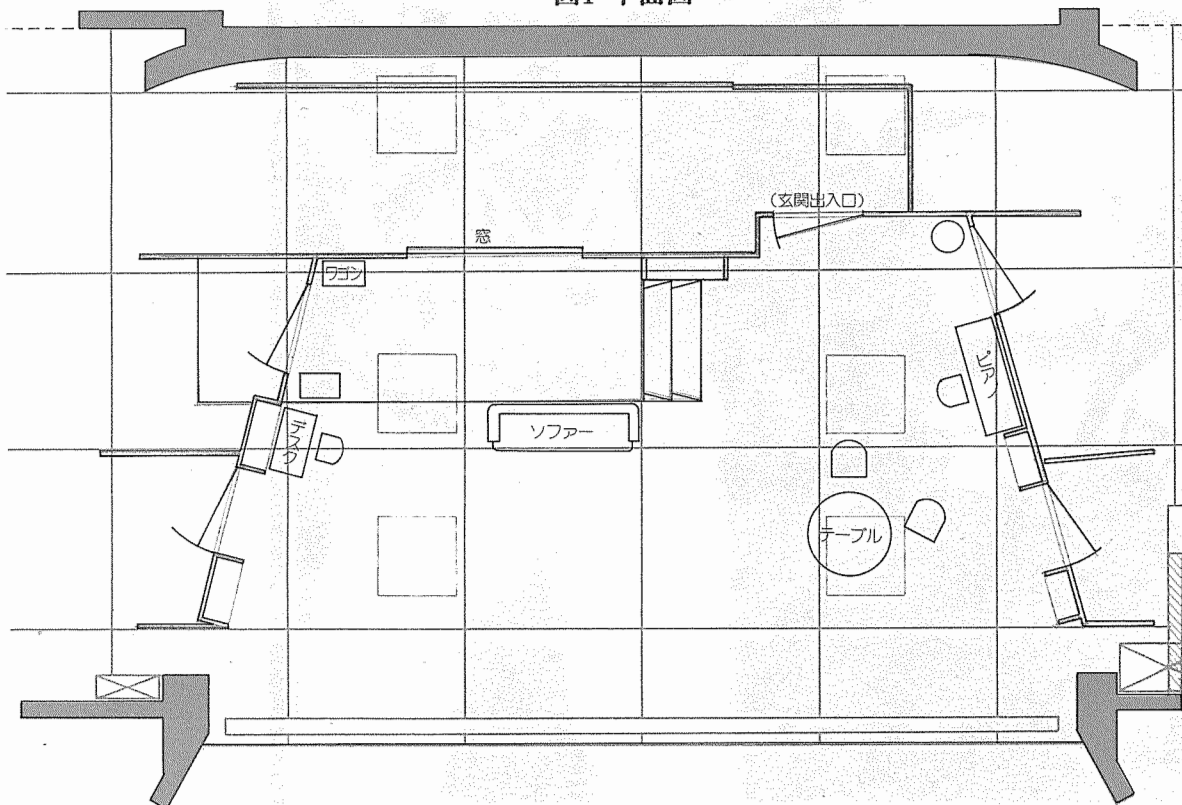 図1 平面図
(玄関出入口)
窓
ワゴン
ピアノ
デスク
ソファー
テーブル